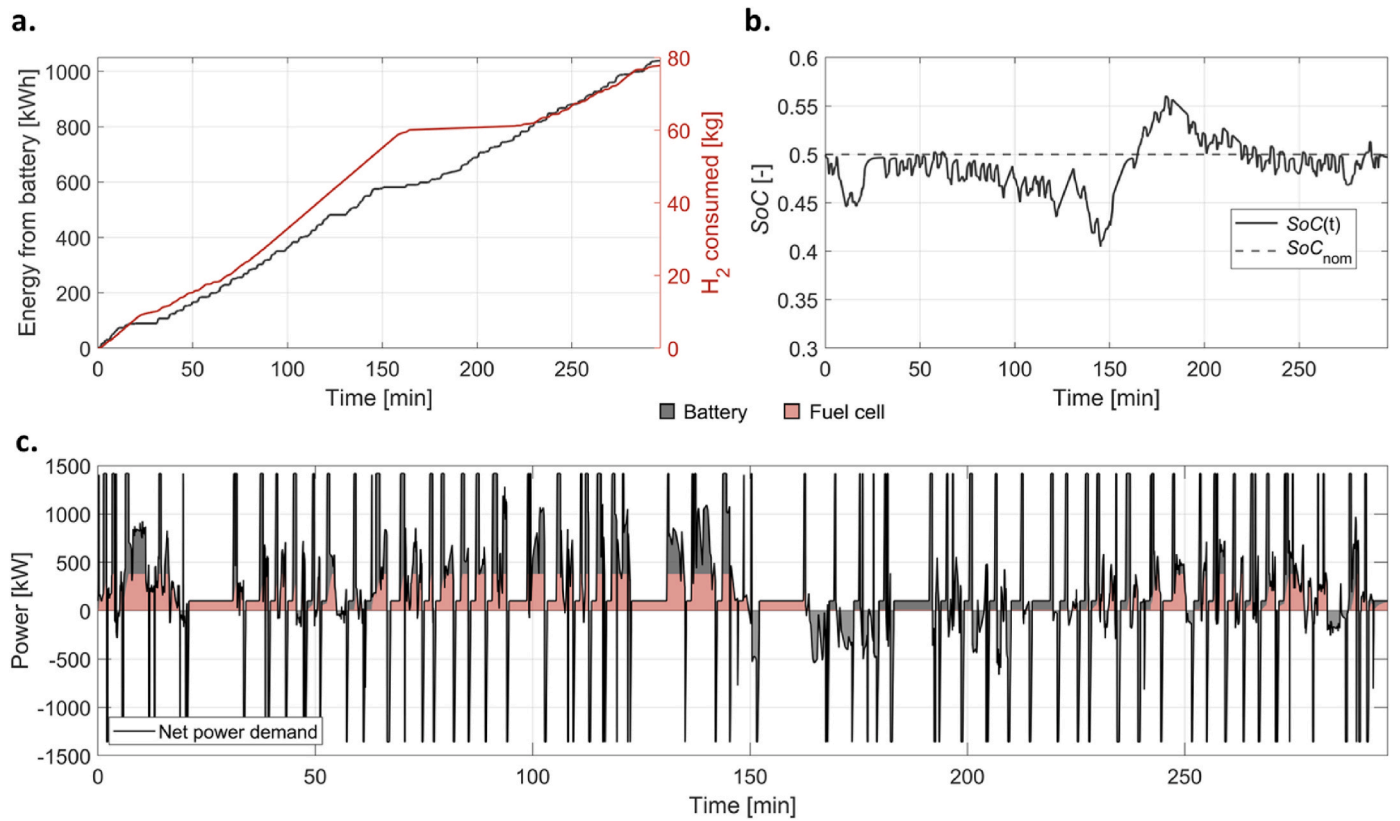 a.
b.
Energy from battery [kWh]
1000
800
600
400
200
0
80
60
40
20
0
H2 consumed [kg]
0 50 100 150 200 250
Time [min]
SoC [-]
0.6
0.55
0.5
0.45
0.4
0.35
0.3
SoC(t)
SoCnom
0 50 100 150 200 250
Time [min]
Battery Fuel cell
c.
Power [kW]
1500
1000
500
0
-500
-1000
-1500
Net power demand
0 50 100 150 200 250
Time [min]